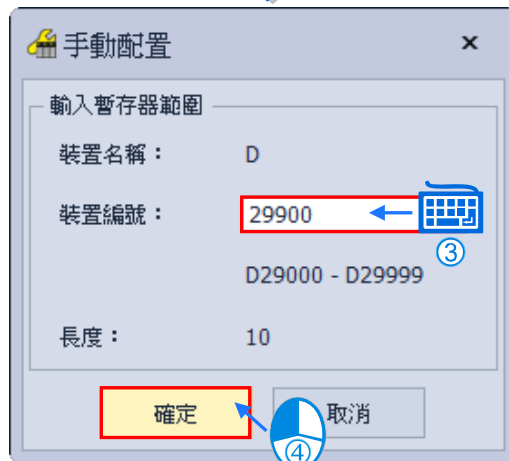 手動配置
輸入暫存器範圍
裝置名稱： D
裝置編號： 29900
③
D29000 - D29999
長度： 10
確定 取消
④